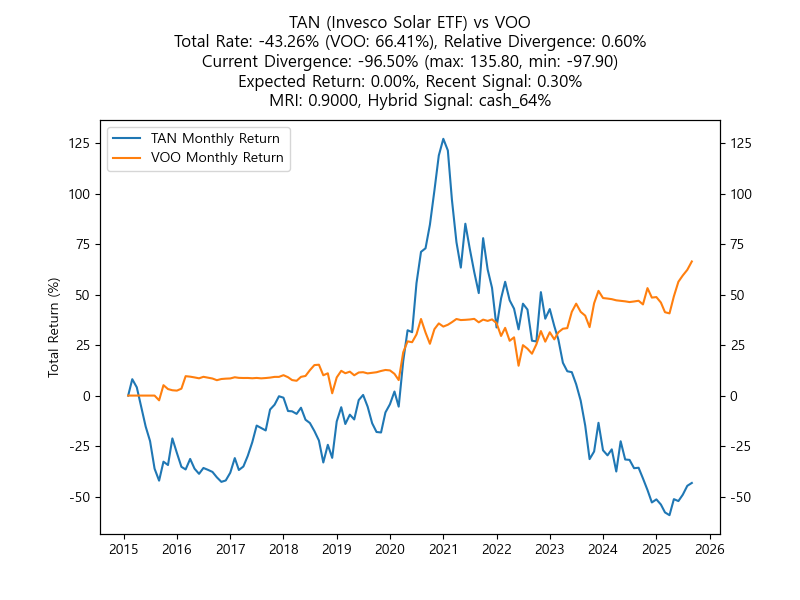 TAN (Invesco Solar ETF) vs VOO
Total Rate: -43.26% (VOO: 66.41%), Relative Divergence: 0.60%
Current Divergence: -96.50% (max: 135.80, min: -97.90)
Expected Return: 0.00%, Recent Signal: 0.30%
MRI: 0.9000, Hybrid Signal: cash_64%
TAN Monthly Return
VOO Monthly Return
Total Return (%)
125 125
100 100
75 75
50 50
25 25
0 0
-25 -25
-50 -50
2015 2016 2017 2018 2019 2020 2021 2022 2023 2024 2025 2026